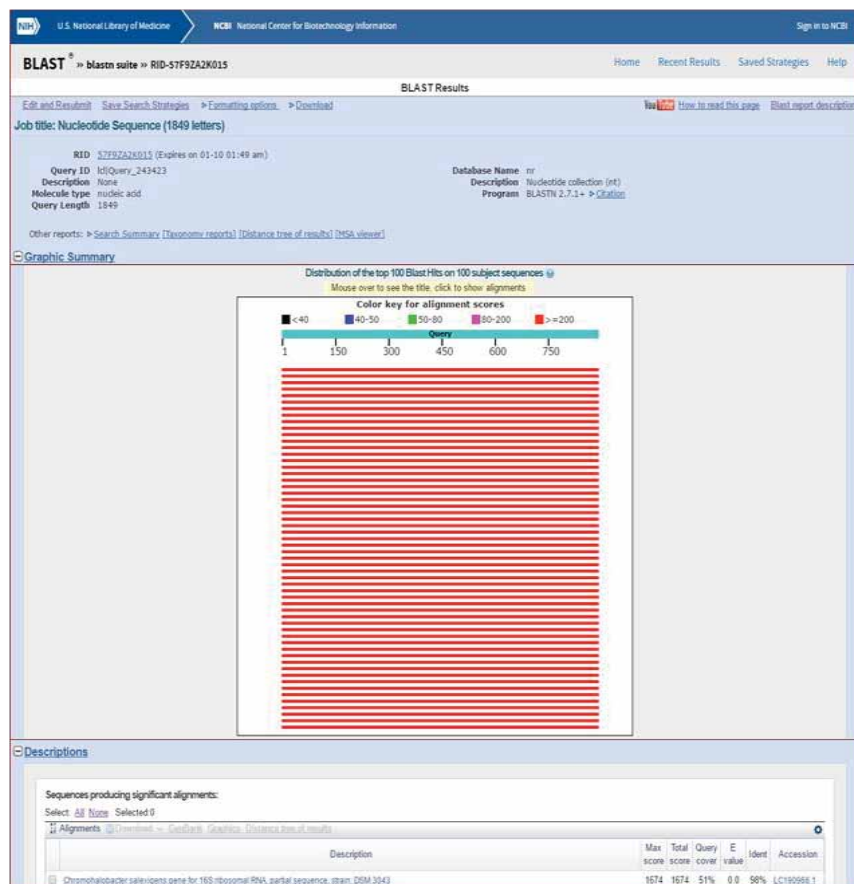 NIH U.S. National Library of Medicine NCBI National Center for Biotechnology Information Sign in to NCBI
BLAST ® » blastn suite » RID-57F9ZA2K015 Home Recent Results Saved Strategies Help
BLAST Results
Edit and Resubmit Save Search Strategies Formatting options Download You Tube How to read this page Blast report description
Job title: Nucleotide Sequence (1849 letters)
RID 57F9ZA2K015 (Expires on 01-10 01:49 am)
Query ID lcl|Query_243423 Database Name nr
Description None Description Nucleotide collection (nt)
Molecule type nucleic acid Program BLASTN 2.7.1+ Citation
Query Length 1849
Other reports: Search Summary [Taxonomy reports] [Distance tree of results] [MSA viewer]
Graphic Summary
Distribution of the top 100 Blast Hits on 100 subject sequences
Mouse over to see the title, click to show alignments
Color key for alignment scores
<40 40-50 50-80 80-200 >=200
Query
1 150 300 450 600 750
Descriptions
Sequences producing significant alignments:
Select: All None Selected:0
Alignments Download GenBank Graphics Distance tree of results
Description Max score Total score Query cover E value Ident Accession
Chromohalobacter salexigens gene for 16S ribosomal RNA, partial sequence, strain: DSM 3043 1674 1674 51% 0.0 98% LC190966.1